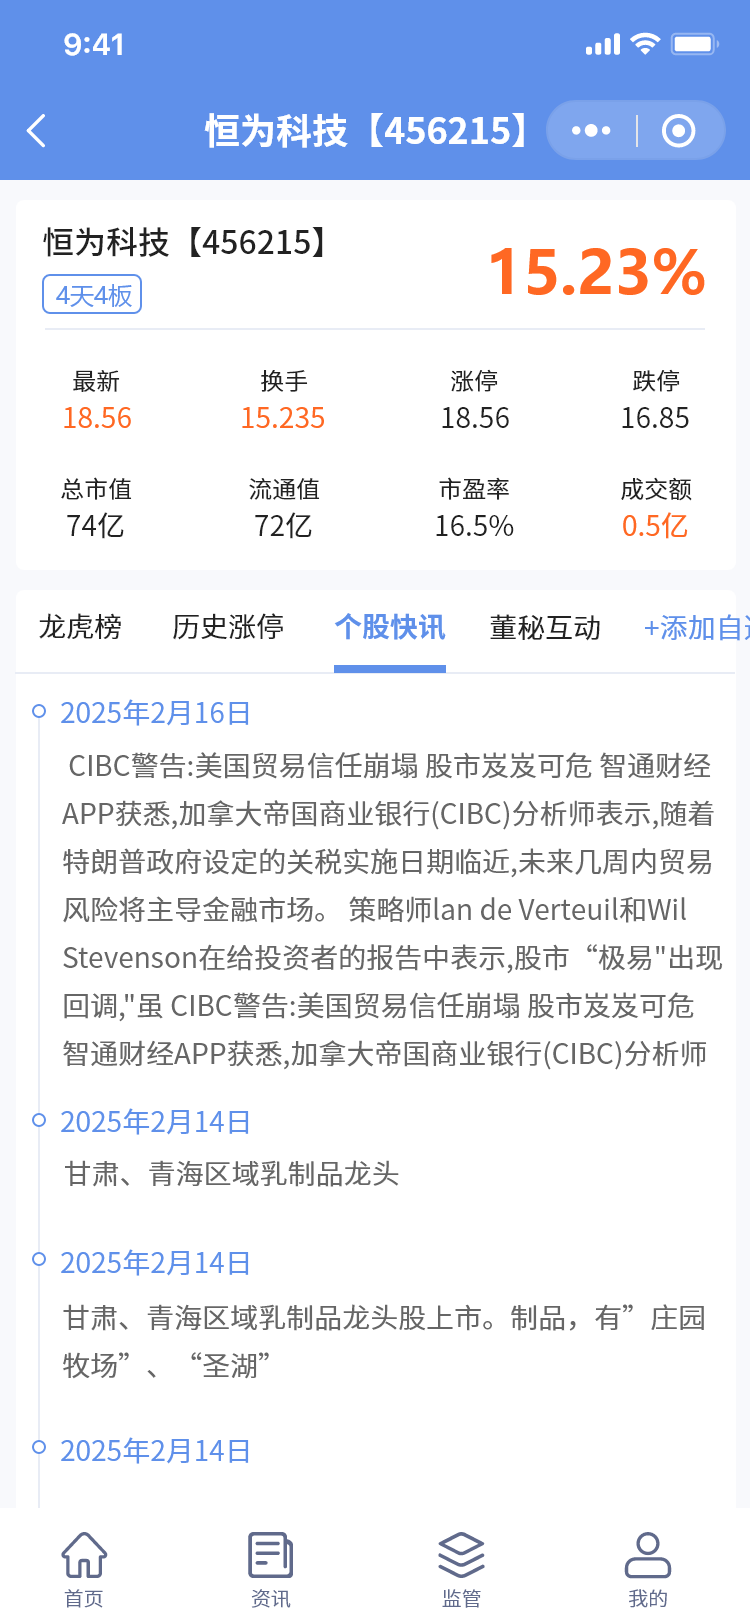 9:41
恒为科技【456215】
恒为科技【456215】
15.23%
4天4板
最新 换手 涨停 跌停
18.56 15.235 18.56 16.85
总市值 流通值 市盈率 成交额
74亿 72亿 16.5% 0.5亿
龙虎榜 历史涨停 个股快讯 董秘互动 +添加自
2025年2月16日
CIBC警告:美国贸易信任崩塌 股市岌岌可危 智通财经
APP获悉,加拿大帝国商业银行(CIBC)分析师表示,随着
特朗普政府设定的关税实施日期临近,未来几周内贸易
风险将主导金融市场。 策略师lan de Verteuil和Wil
Stevenson在给投资者的报告中表示,股市“极易"出现
回调,"虽 CIBC警告:美国贸易信任崩塌 股市岌岌可危
智通财经APP获悉,加拿大帝国商业银行(CIBC)分析师
2025年2月14日
甘肃、青海区域乳制品龙头
2025年2月14日
甘肃、青海区域乳制品龙头股上市。制品，有”庄园
牧场”、“圣湖”
2025年2月14日
首页 资讯 监管 我的